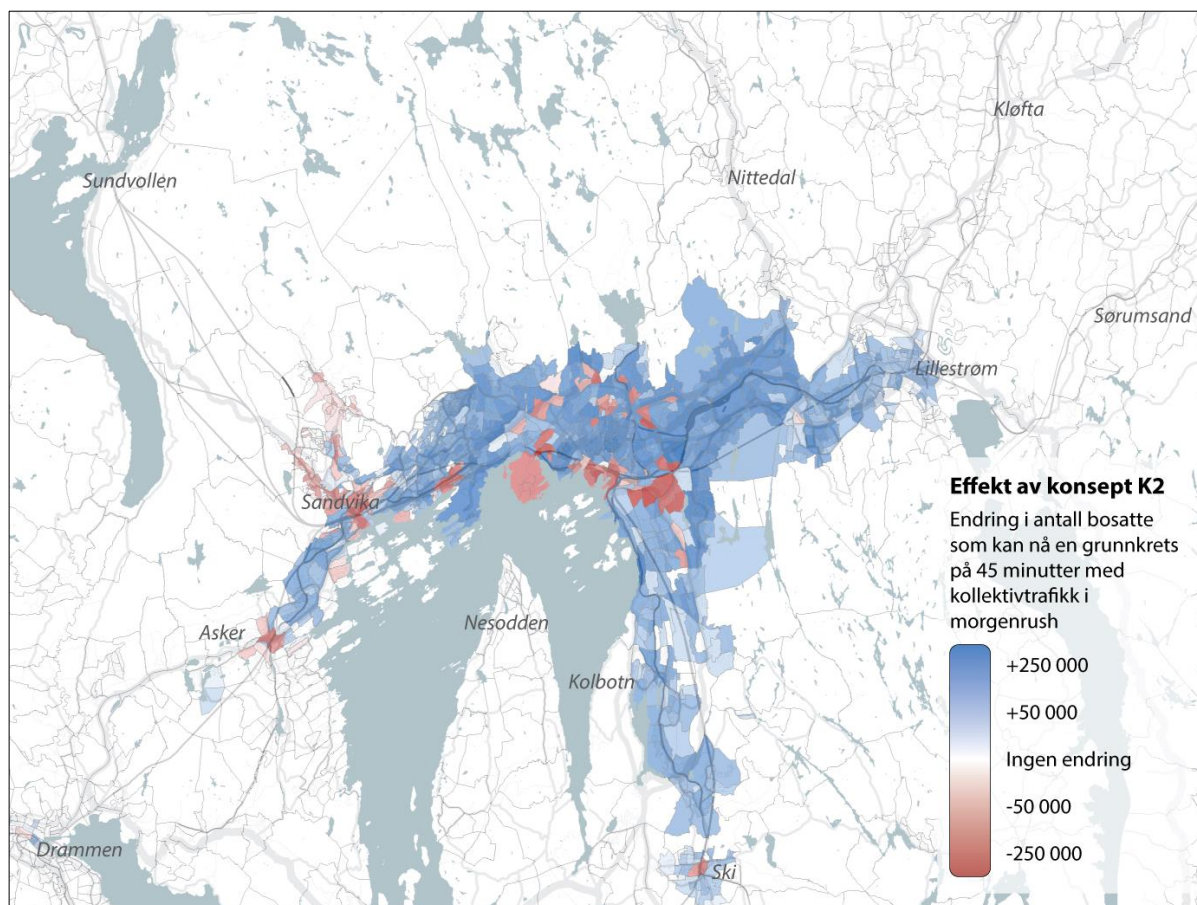 Kløfta
Sundvollen
Nittedal
Sørumsand
Lillestrøm
Sandvika
Asker
Nesodden
Kolbotn
Drammen
Ski
Effekt av konsept K2
Endring i antall bosatte
som kan nå en grunnkrets
på 45 minutter med
kollektivtrafikk i
morgenrush
+250 000
+50 000
Ingen endring
-50 000
-250 000